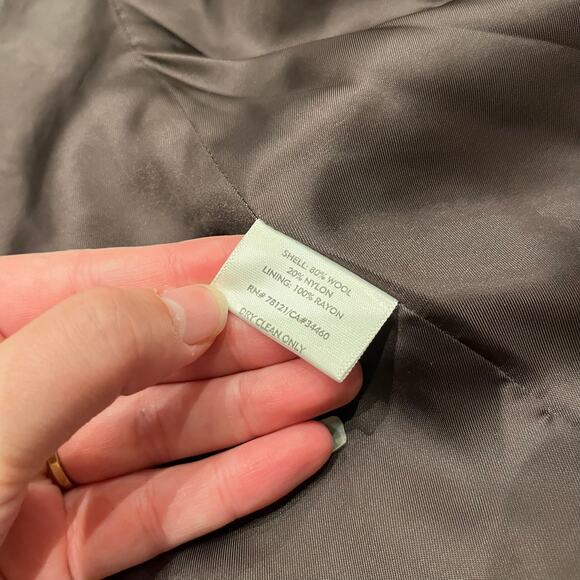 SHELL: 80% WOOL
20% NYLON
LINING: 100% RAYON
RN# 78121/CA#34460
DRY CLEAN ONLY